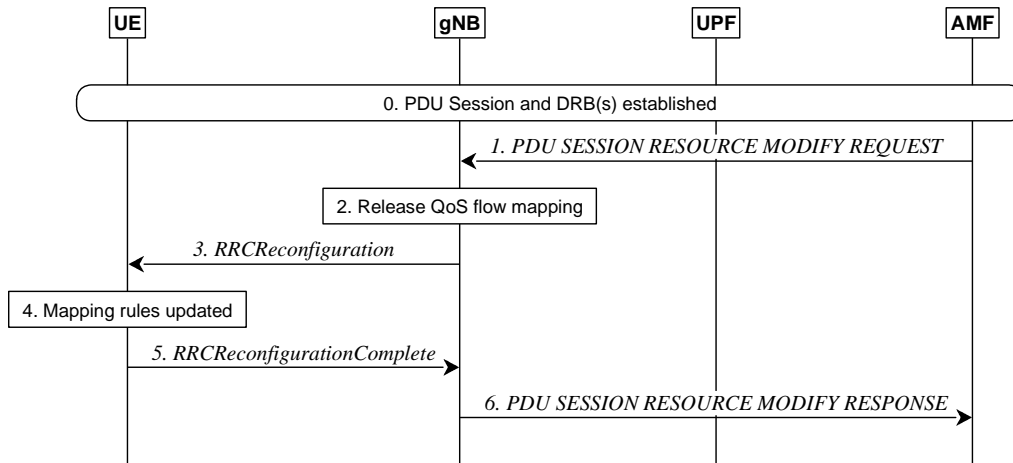 UE gNB UPF AMF
0. PDU Session and DRB(s) established
1. PDU SESSION RESOURCE MODIFY REQUEST
2. Release QoS flow mapping
3. RRCReconfiguration
4. Mapping rules updated
5. RRCReconfigurationComplete
6. PDU SESSION RESOURCE MODIFY RESPONSE